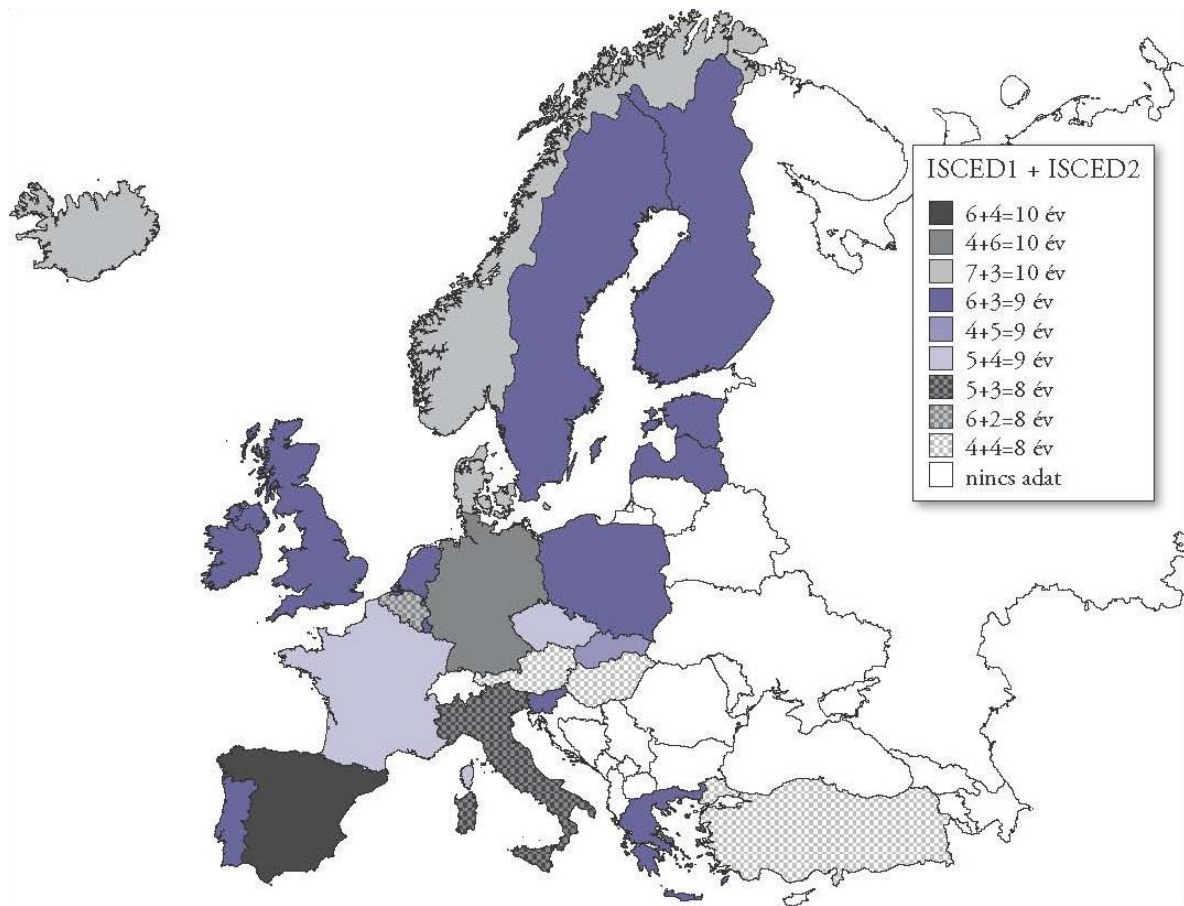 ISCED1 + ISCED2
6+4=10 év
4+6=10 év
7+3=10 év
6+3=9 év
4+5=9 év
5+4=9 év
5+3=8 év
6+2=8 év
4+4=8 év
nincs adat